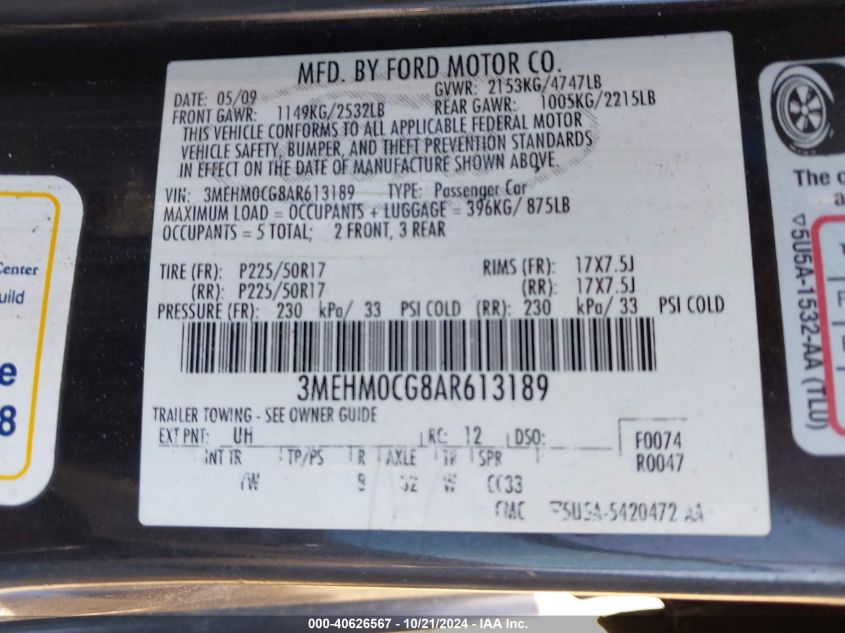 MFD. BY FORD MOTOR CO.
DATE: 05/09 GVWR: 2153KG/4747LB
FRONT GAWR: 1149KG/2532LB REAR GAWR: 1005KG/2215LB
THIS VEHICLE CONFORMS TO ALL APPLICABLE FEDERAL MOTOR
VEHICLE SAFETY, BUMPER, AND THEFT PREVENTION STANDARDS
IN EFFECT ON THE DATE OF MANUFACTURE SHOWN ABOVE.
VIN: 3MEHM0CG8AR613189 TYPE: Passenger Car
MAXIMUM LOAD = OCCUPANTS + LUGGAGE = 396KG/ 875LB
OCCUPANTS = 5 TOTAL; 2 FRONT, 3 REAR
TIRE (FR): P225/50R17 RIMS (FR): 17X7.5J
(RR): P225/50R17 (RR): 17X7.5J
PRESSURE (FR): 230 kPa/ 33 PSI COLD (RR): 230 kPa/ 33 PSI COLD
3MEHM0CG8AR613189
TRAILER TOWING - SEE OWNER GUIDE
EXT PNT: UH RC: 12 DSO: F0074
R0047
INT TR TP/PS R AXLE TR SPR
W CC33
5U5A-5420472 AA
Center
uild
e
8
The
a
▽5U5A-1532-AA (TLU)
000-40626567 - 10/21/2024 - IAA Inc.